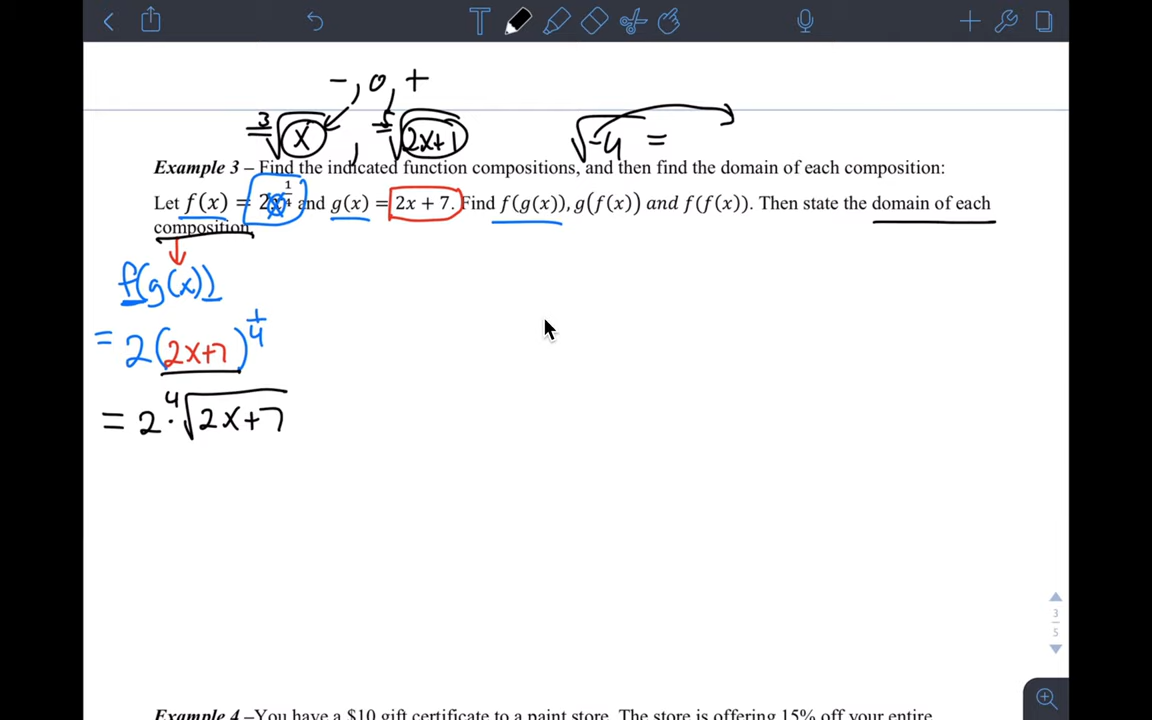 -, 0, +
³√x , ⁵√2x+1 √-4 =
Example 3 – Find the indicated function compositions, and then find the domain of each composition:
Let f(x) = 2x^1/4 and g(x) = 2x + 7. Find f(g(x)), g(f(x)) and f(f(x)). Then state the domain of each
composition.
f(g(x))
= 2(2x+7)^1/4
= 2·⁴√2x+7
3
5
Example 4 –You have a $10 gift certificate to a paint store. The store is offering 15% off your entire